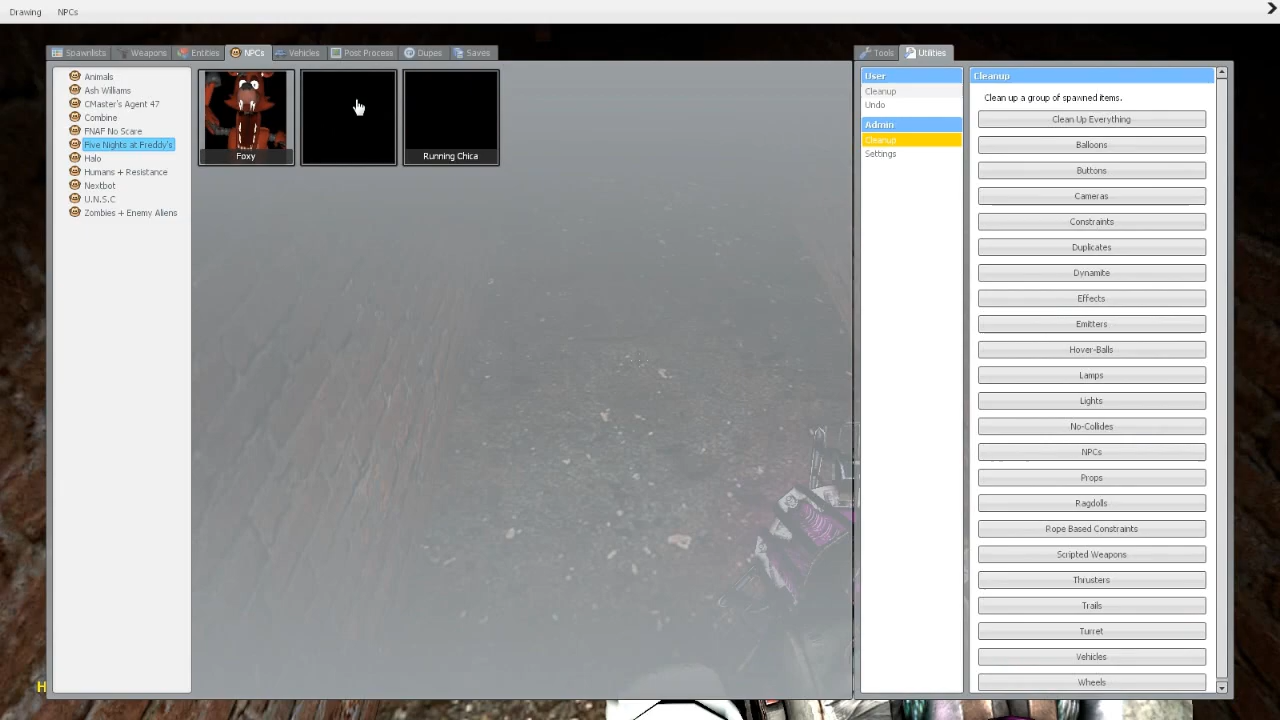 Drawing NPCs
Spawnlists Weapons Entities NPCs Vehicles Post Process Dupes Saves
Animals
Ash Williams
CMaster's Agent 47
Combine
FNAF No Scare
Five Nights at Freddy's
Halo
Humans + Resistance
Nextbot
U.N.S.C
Zombies + Enemy Aliens
Foxy
Running Chica
Tools Utilities
User
Cleanup
Undo
Admin
Cleanup
Settings
Cleanup
Clean up a group of spawned items.
Clean Up Everything
Balloons
Buttons
Cameras
Constraints
Duplicates
Dynamite
Effects
Emitters
Hover-Balls
Lamps
Lights
No-Collides
NPCs
Props
Ragdolls
Rope Based Constraints
Scripted Weapons
Thrusters
Trails
Turret
Vehicles
Wheels
H